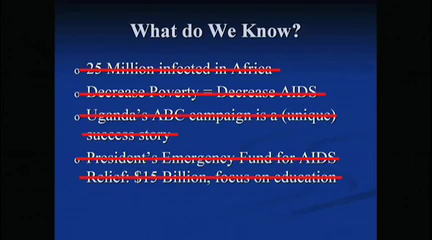 What do We Know?
25 Million infected in Africa
Decrease Poverty = Decrease AIDS
Uganda's ABC campaign is a (unique)
success story
President's Emergency Fund for AIDS
Relief: $15 Billion, focus on education